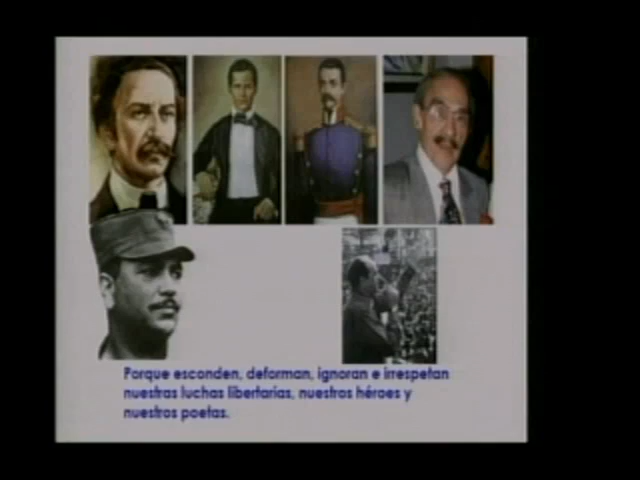 Porque esconden, deforman, ignoran e irrespetan
nuestras luchas libertarias, nuestros héroes y
nuestros poetas.